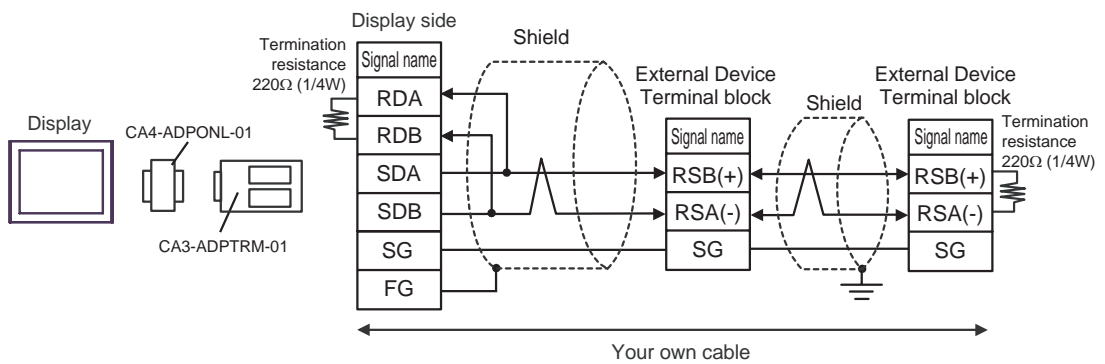 Display side
Shield
Termination
resistance
220Ω (1/4W)
Signal name
RDA
RDB
SDA
SDB
SG
FG
External Device
Terminal block
Signal name
RSB(+)
RSA(-)
SG
Shield
External Device
Terminal block
Signal name
RSB(+)
RSA(-)
SG
Termination
resistance
220Ω (1/4W)
Display
CA4-ADPONL-01
CA3-ADPTRM-01
Your own cable